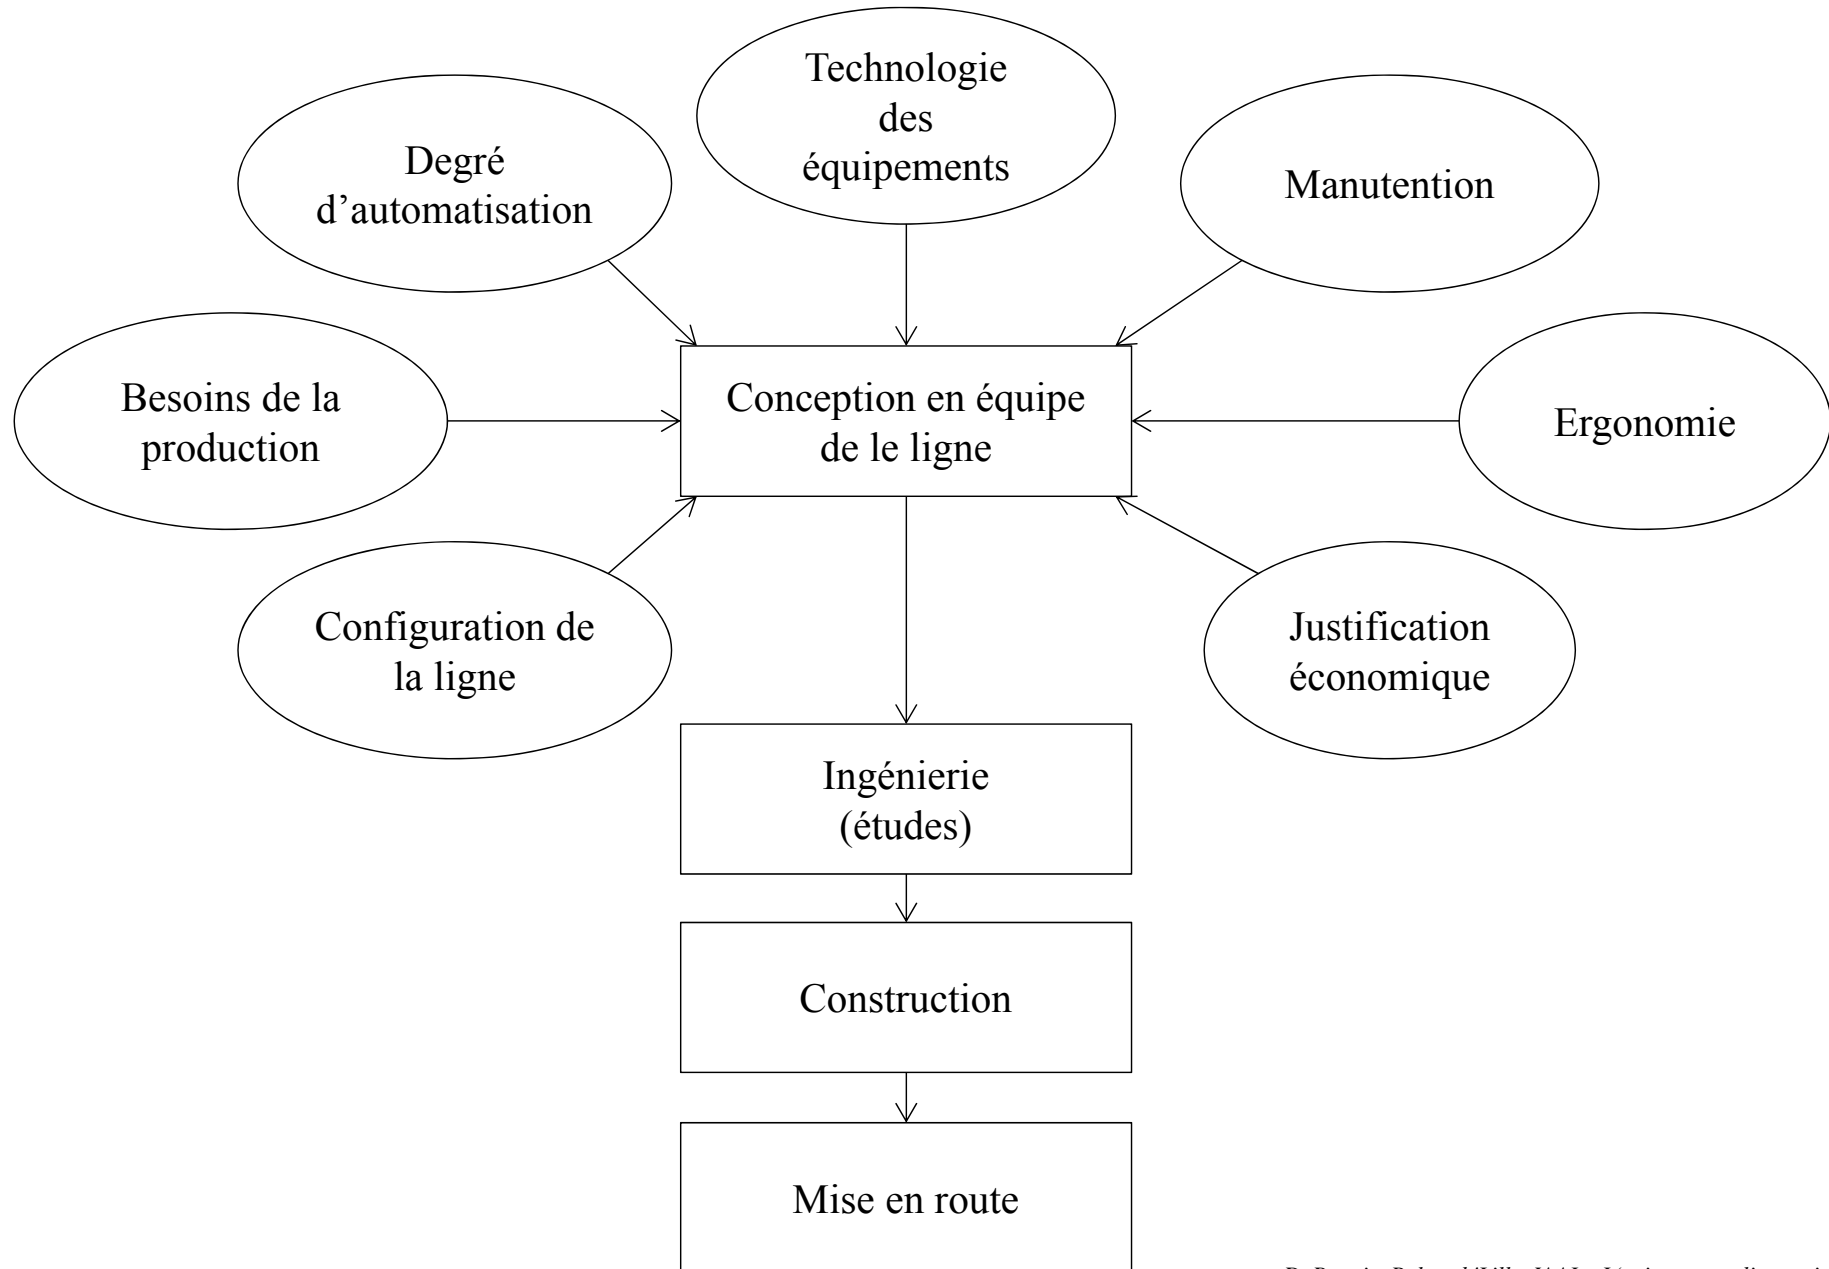 Technologie
des
équipements
Degré
d’automatisation
Manutention
Besoins de la
production
Conception en équipe
de le ligne
Ergonomie
Configuration de
la ligne
Justification
économique
Ingénierie
(études)
Construction
Mise en route